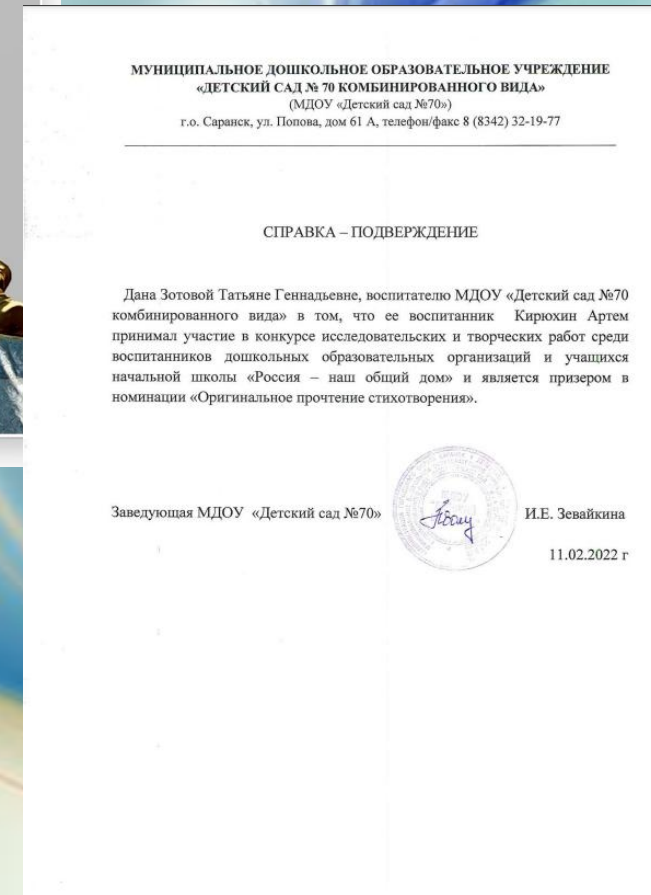 МУНИЦИПАЛЬНОЕ ДОШКОЛЬНОЕ ОБРАЗОВАТЕЛЬНОЕ УЧРЕЖДЕНИЕ
«ДЕТСКИЙ САД № 70 КОМБИНИРОВАННОГО ВИДА»
(МДОУ «Детский сад №70»)
г.о. Саранск, ул. Попова, дом 61 А, телефон/факс 8 (8342) 32-19-77
СПРАВКА – ПОДВЕРЖДЕНИЕ
Дана Зотовой Татьяне Геннадьевне, воспитателю МДОУ «Детский сад №70
комбинированного вида» в том, что ее воспитанник Кирюхин Артем
принимал участие в конкурсе исследовательских и творческих работ среди
воспитанников дошкольных образовательных организаций и учащихся
начальной школы «Россия – наш общий дом» и является призером в
номинации «Оригинальное прочтение стихотворения».
Заведующая МДОУ «Детский сад №70» И.Е. Зевайкина
11.02.2022 г